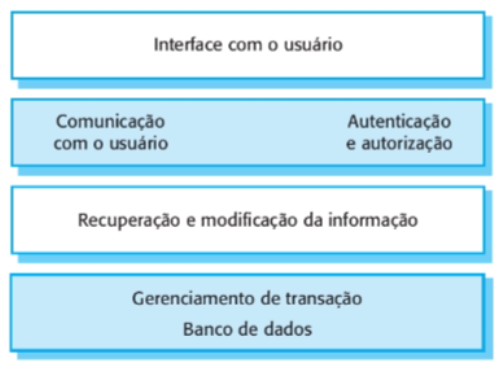 Interface com o usuário
Comunicação
com o usuário
Autenticação
e autorização
Recuperação e modificação da informação
Gerenciamento de transação
Banco de dados